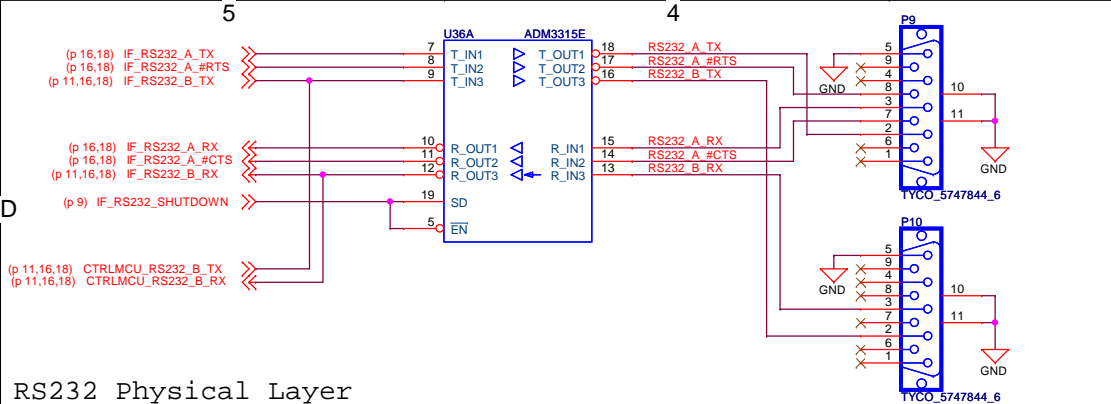 5 4
U36A ADM3315E
P9
(p 16,18) IF_RS232_A_TX 7 T_IN1 T_OUT1 18 RS232_A_TX 5
(p 16,18) IF_RS232_A_#RTS 8 T_IN2 T_OUT2 17 RS232_A_#RTS 9
(p 11,16,18) IF_RS232_B_TX 9 T_IN3 T_OUT3 16 RS232_B_TX 4
GND 8 10
3
7 11
2
(p 16,18) IF_RS232_A_RX 10 R_OUT1 R_IN1 15 RS232_A_RX 6
(p 16,18) IF_RS232_A_#CTS 11 R_OUT2 R_IN2 14 RS232_A_#CTS 1
GND
(p 11,16,18) IF_RS232_B_RX 12 R_OUT3 R_IN3 13 RS232_B_RX
TYCO_5747844_6
(p 9) IF_RS232_SHUTDOWN 19 SD
D
5 EN
P10
5
(p 11,16,18) CTRLMCU_RS232_B_TX 9
(p 11,16,18) CTRLMCU_RS232_B_RX 4
GND 8 10
3
7 11
2
6
1
GND
RS232 Physical Layer
TYCO_5747844_6